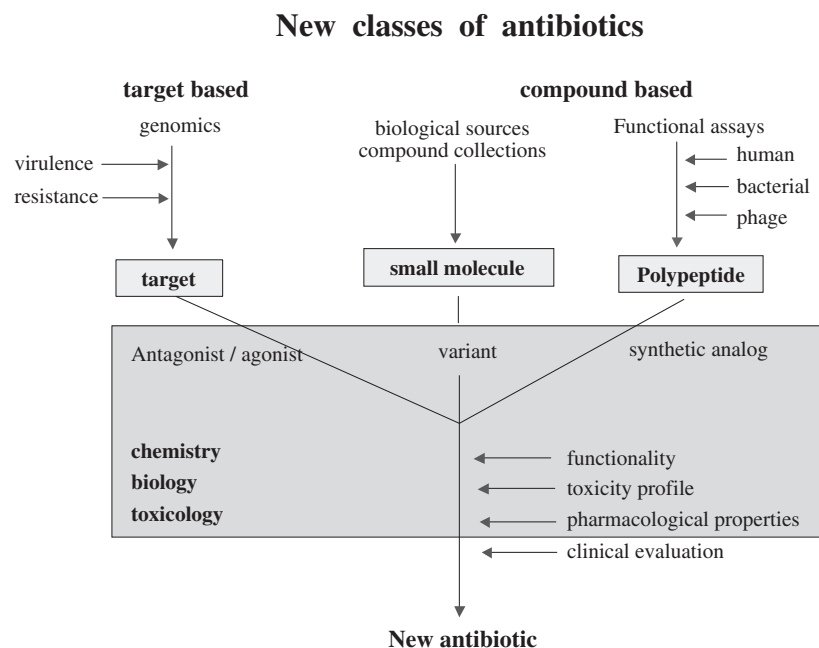 New classes of antibiotics
target based
compound based
genomics
biological sources
compound collections
Functional assays
virulence
resistance
human
bacterial
phage
target
small molecule
Polypeptide
Antagonist / agonist
variant
synthetic analog
chemistry
biology
toxicology
functionality
toxicity profile
pharmacological properties
clinical evaluation
New antibiotic